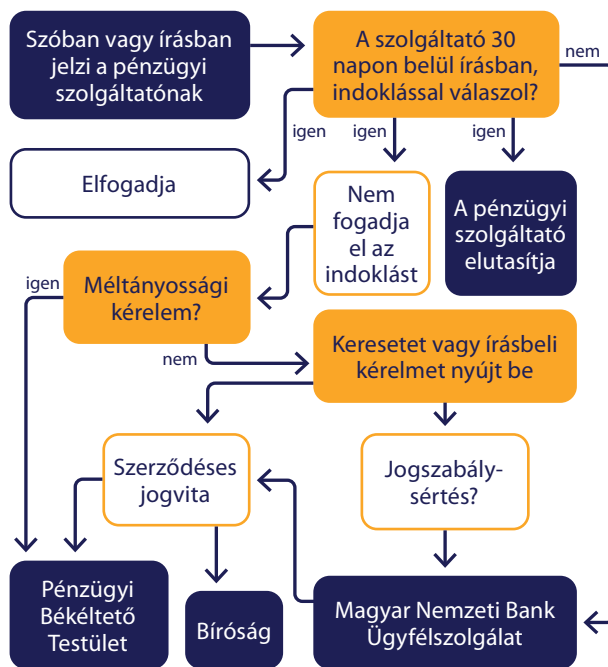 Szóban vagy írásban
jelzi a pénzügyi
szolgáltatónak
A szolgáltató 30
napon belül írásban,
indoklással válaszol?
nem
igen
igen
igen
Elfogadja
Nem
fogadja
el az
indoklást
A pénzügyi
szolgáltató
elutasítja
igen
Méltányossági
kérelem?
nem
Keresetet vagy írásbeli
kérelmet nyújt be
Szerződéses
jogvita
Jogszabály-
sértés?
Pénzügyi
Békéltető
Testület
Bíróság
Magyar Nemzeti Bank
Ügyfélszolgálat